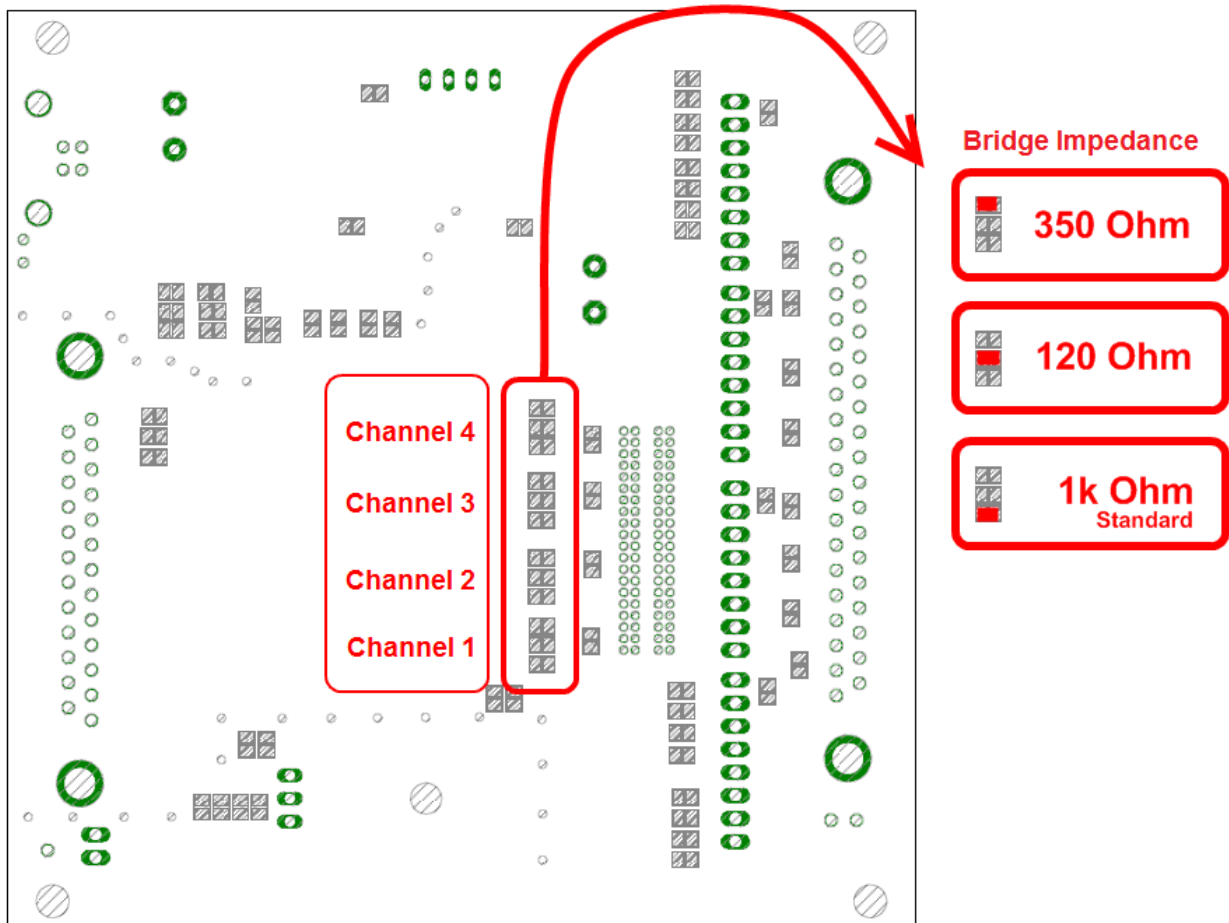 Bridge Impedance
350 Ohm
120 Ohm
1k Ohm
Standard
Channel 4
Channel 3
Channel 2
Channel 1